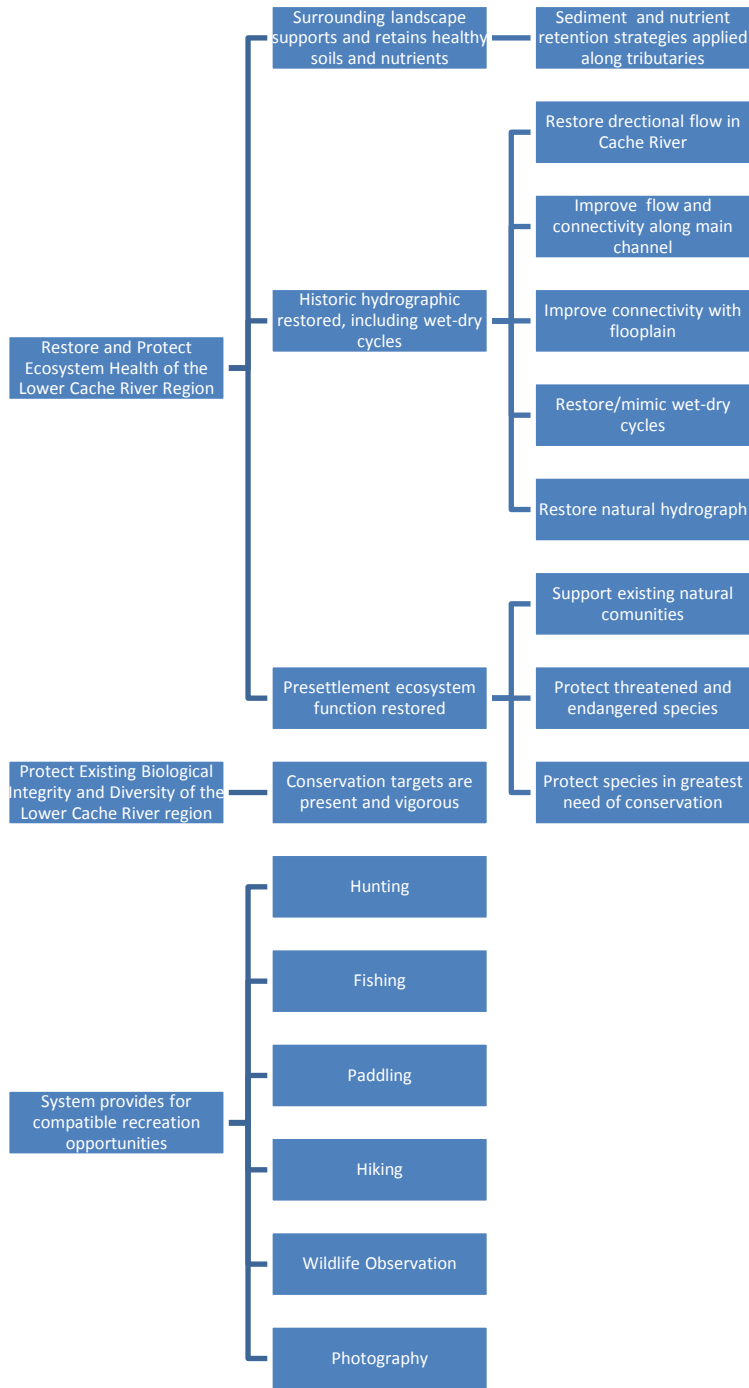 Surrounding landscape
supports and retains healthy
soils and nutrients
Sediment and nutrient
retention strategies applied
along tributaries
Restore drectional flow in
Cache River
Improve flow and
connectivity along main
channel
Historic hydrographic
restored, including wet-dry
cycles
Improve connectivity with
flooplain
Restore and Protect
Ecosystem Health of the
Lower Cache River Region
Restore/mimic wet-dry
cycles
Restore natural hydrograph
Support existing natural
comunities
Presettlement ecosystem
function restored
Protect threatened and
endangered species
Protect Existing Biological
Integrity and Diversity of the
Lower Cache River region
Conservation targets are
present and vigorous
Protect species in greatest
need of conservation
Hunting
Fishing
Paddling
System provides for
compatible recreation
opportunities
Hiking
Wildlife Observation
Photography